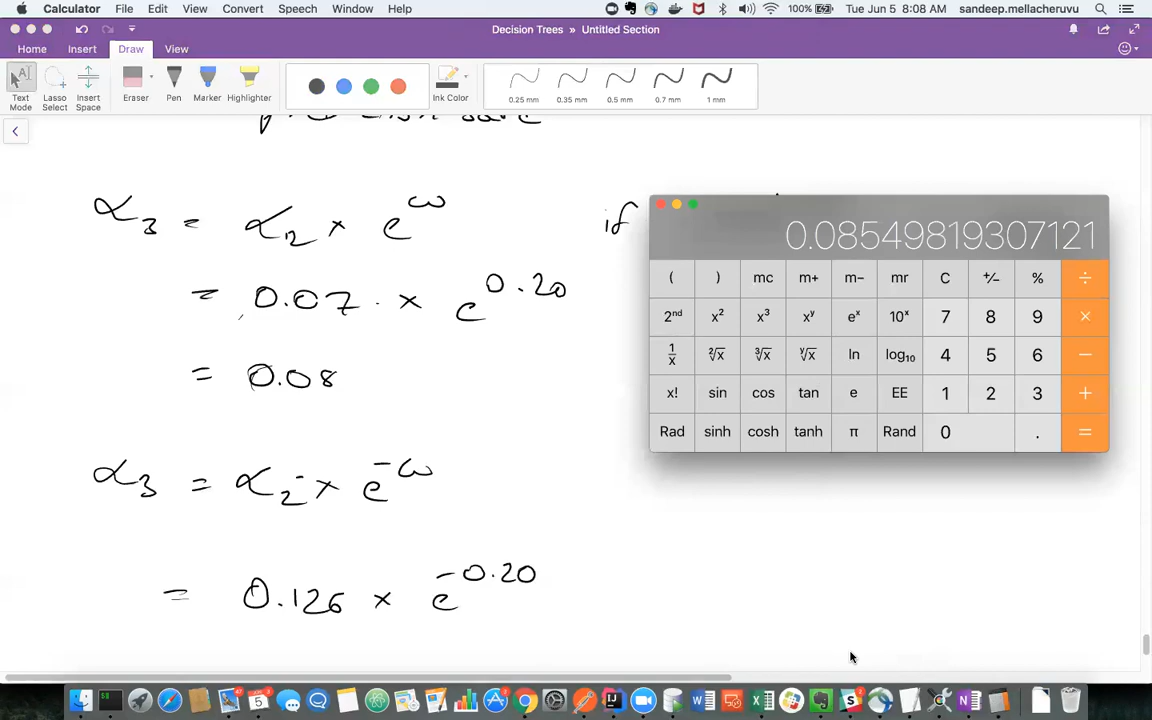 Calculator File Edit View Convert Speech Window Help 100% Tue Jun 5 8:08 AM sandeep.mellacheruvu
Decision Trees » Untitled Section
Home Insert Draw View
Text Mode Lasso Select Insert Space Eraser Pen Marker Highlighter Ink Color 0.25 mm 0.35 mm 0.5 mm 0.7 mm 1 mm
α₃ = α₂ × e^ω if
= 0.07 × e^0.20
= 0.08
α₃ = α₂ × e^-ω
= 0.126 × e^-0.20
0.08549819307121
( ) mc m+ m- mr C +/- % ÷
2nd x² x³ xʸ eˣ 10ˣ 7 8 9 ×
1/x ²√x ³√x ʸ√x ln log₁₀ 4 5 6 −
x! sin cos tan e EE 1 2 3 +
Rad sinh cosh tanh π Rand 0 . =